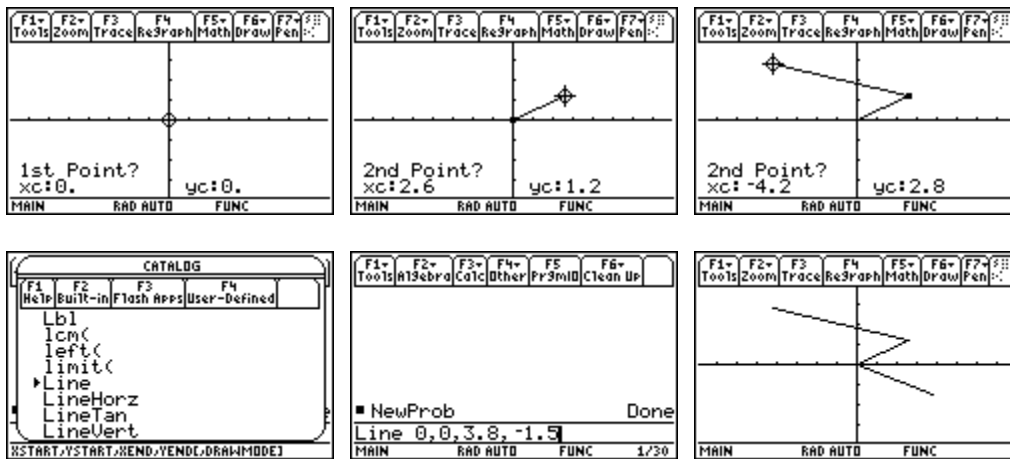 F1 F2 F3 F4 F5 F6 F7
Tools Zoom Trace Regraph Math Draw Pen
1st Point?
xc:0. yc:0.
MAIN RAD AUTO FUNC
F1 F2 F3 F4 F5 F6 F7
Tools Zoom Trace Regraph Math Draw Pen
2nd Point?
xc:2.6 yc:1.2
MAIN RAD AUTO FUNC
F1 F2 F3 F4 F5 F6 F7
Tools Zoom Trace Regraph Math Draw Pen
2nd Point?
xc:-4.2 yc:2.8
MAIN RAD AUTO FUNC
CATALOG
F1 F2 F3 F4
Help Built-in Flash Apps User-Defined
Lbl
lcm(
left(
limit(
Line
LineHorz
LineTan
LineVert
XSTART,YSTART,XEND,YEND[,DRAWMODE]
F1 F2 F3 F4 F5 F6
Tools Algebra Calc Other PrgmIO Clean Up
NewProb Done
Line 0,0,3.8,-1.5
MAIN RAD AUTO FUNC 1/30
F1 F2 F3 F4 F5 F6 F7
Tools Zoom Trace Regraph Math Draw Pen
MAIN RAD AUTO FUNC